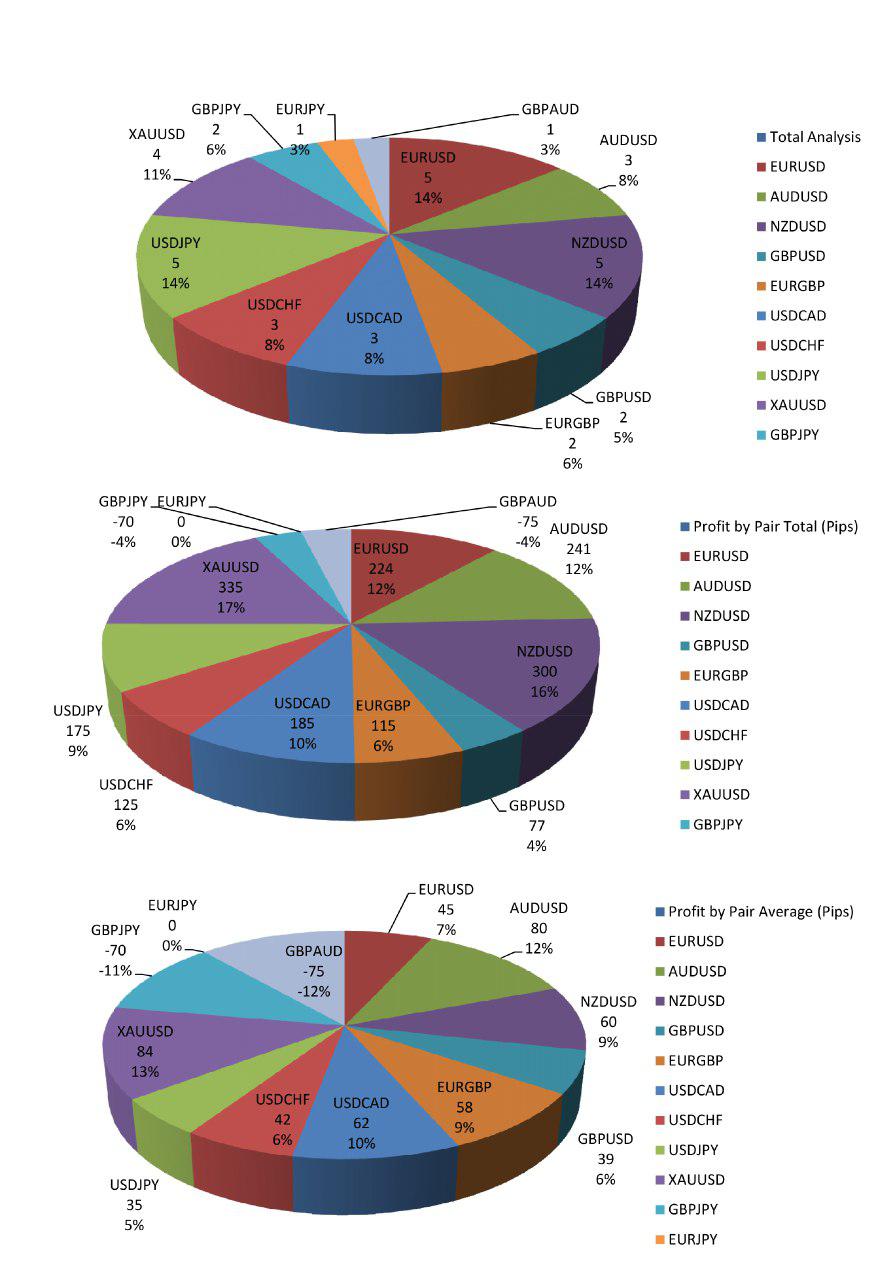 GBPJPY
2
6%
EURJPY
1
3%
GBPAUD
1
3%
XAUUSD
4
11%
EURUSD
5
14%
AUDUSD
3
8%
USDJPY
5
14%
NZDUSD
5
14%
USDCHF
3
8%
USDCAD
3
8%
GBPUSD
2
5%
EURGBP
2
6%
Total Analysis
EURUSD
AUDUSD
NZDUSD
GBPUSD
EURGBP
USDCAD
USDCHF
USDJPY
XAUUSD
GBPJPY
GBPJPY
-70
-4%
EURJPY
0
0%
GBPAUD
-75
-4%
AUDUSD
241
12%
EURUSD
224
12%
XAUUSD
335
17%
NZDUSD
300
16%
USDCAD
185
10%
EURGBP
115
6%
USDJPY
175
9%
USDCHF
125
6%
GBPUSD
77
4%
Profit by Pair Total (Pips)
EURUSD
AUDUSD
NZDUSD
GBPUSD
EURGBP
USDCAD
USDCHF
USDJPY
XAUUSD
GBPJPY
EURUSD
45
7%
EURJPY
0
0%
AUDUSD
80
12%
GBPJPY
-70
-11%
GBPAUD
-75
-12%
NZDUSD
60
9%
XAUUSD
84
13%
EURGBP
58
9%
USDCHF
42
6%
USDCAD
62
10%
GBPUSD
39
6%
USDJPY
35
5%
Profit by Pair Average (Pips)
EURUSD
AUDUSD
NZDUSD
GBPUSD
EURGBP
USDCAD
USDCHF
USDJPY
XAUUSD
GBPJPY
EURJPY